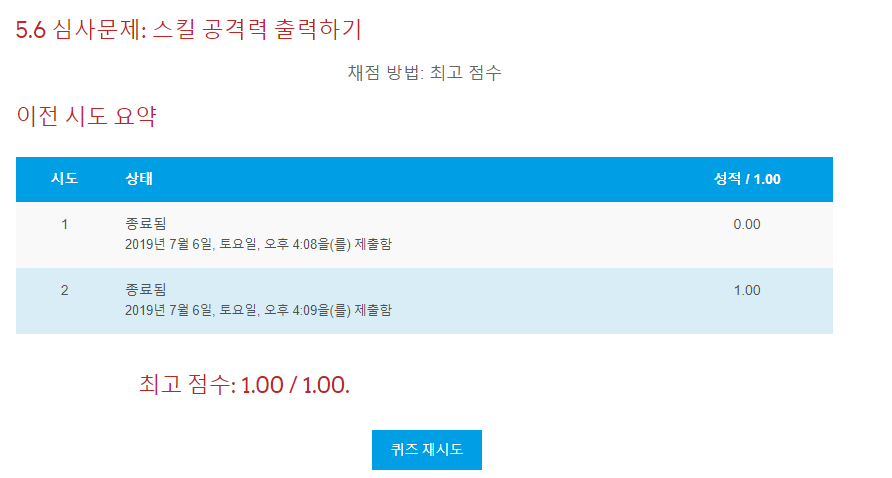 5.6 심사문제: 스킬 공격력 출력하기
채점 방법: 최고 점수
이전 시도 요약
시도 상태 성적 / 1.00
1 종료됨 0.00
2019년 7월 6일, 토요일, 오후 4:08을(를) 제출함
2 종료됨 1.00
2019년 7월 6일, 토요일, 오후 4:09을(를) 제출함
최고 점수: 1.00 / 1.00.
퀴즈 재시도